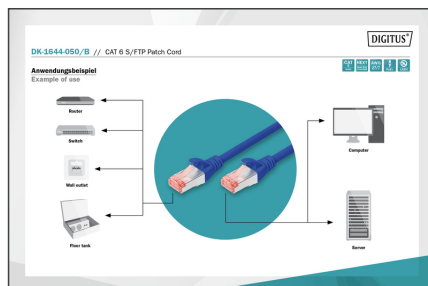 DIGITUS®
DK-1644-050/B // CAT 6 S/FTP Patch Cord
Anwendungsbeispiel
Example of use
Router
Switch
Wall outlet
Floor tank
Computer
Server